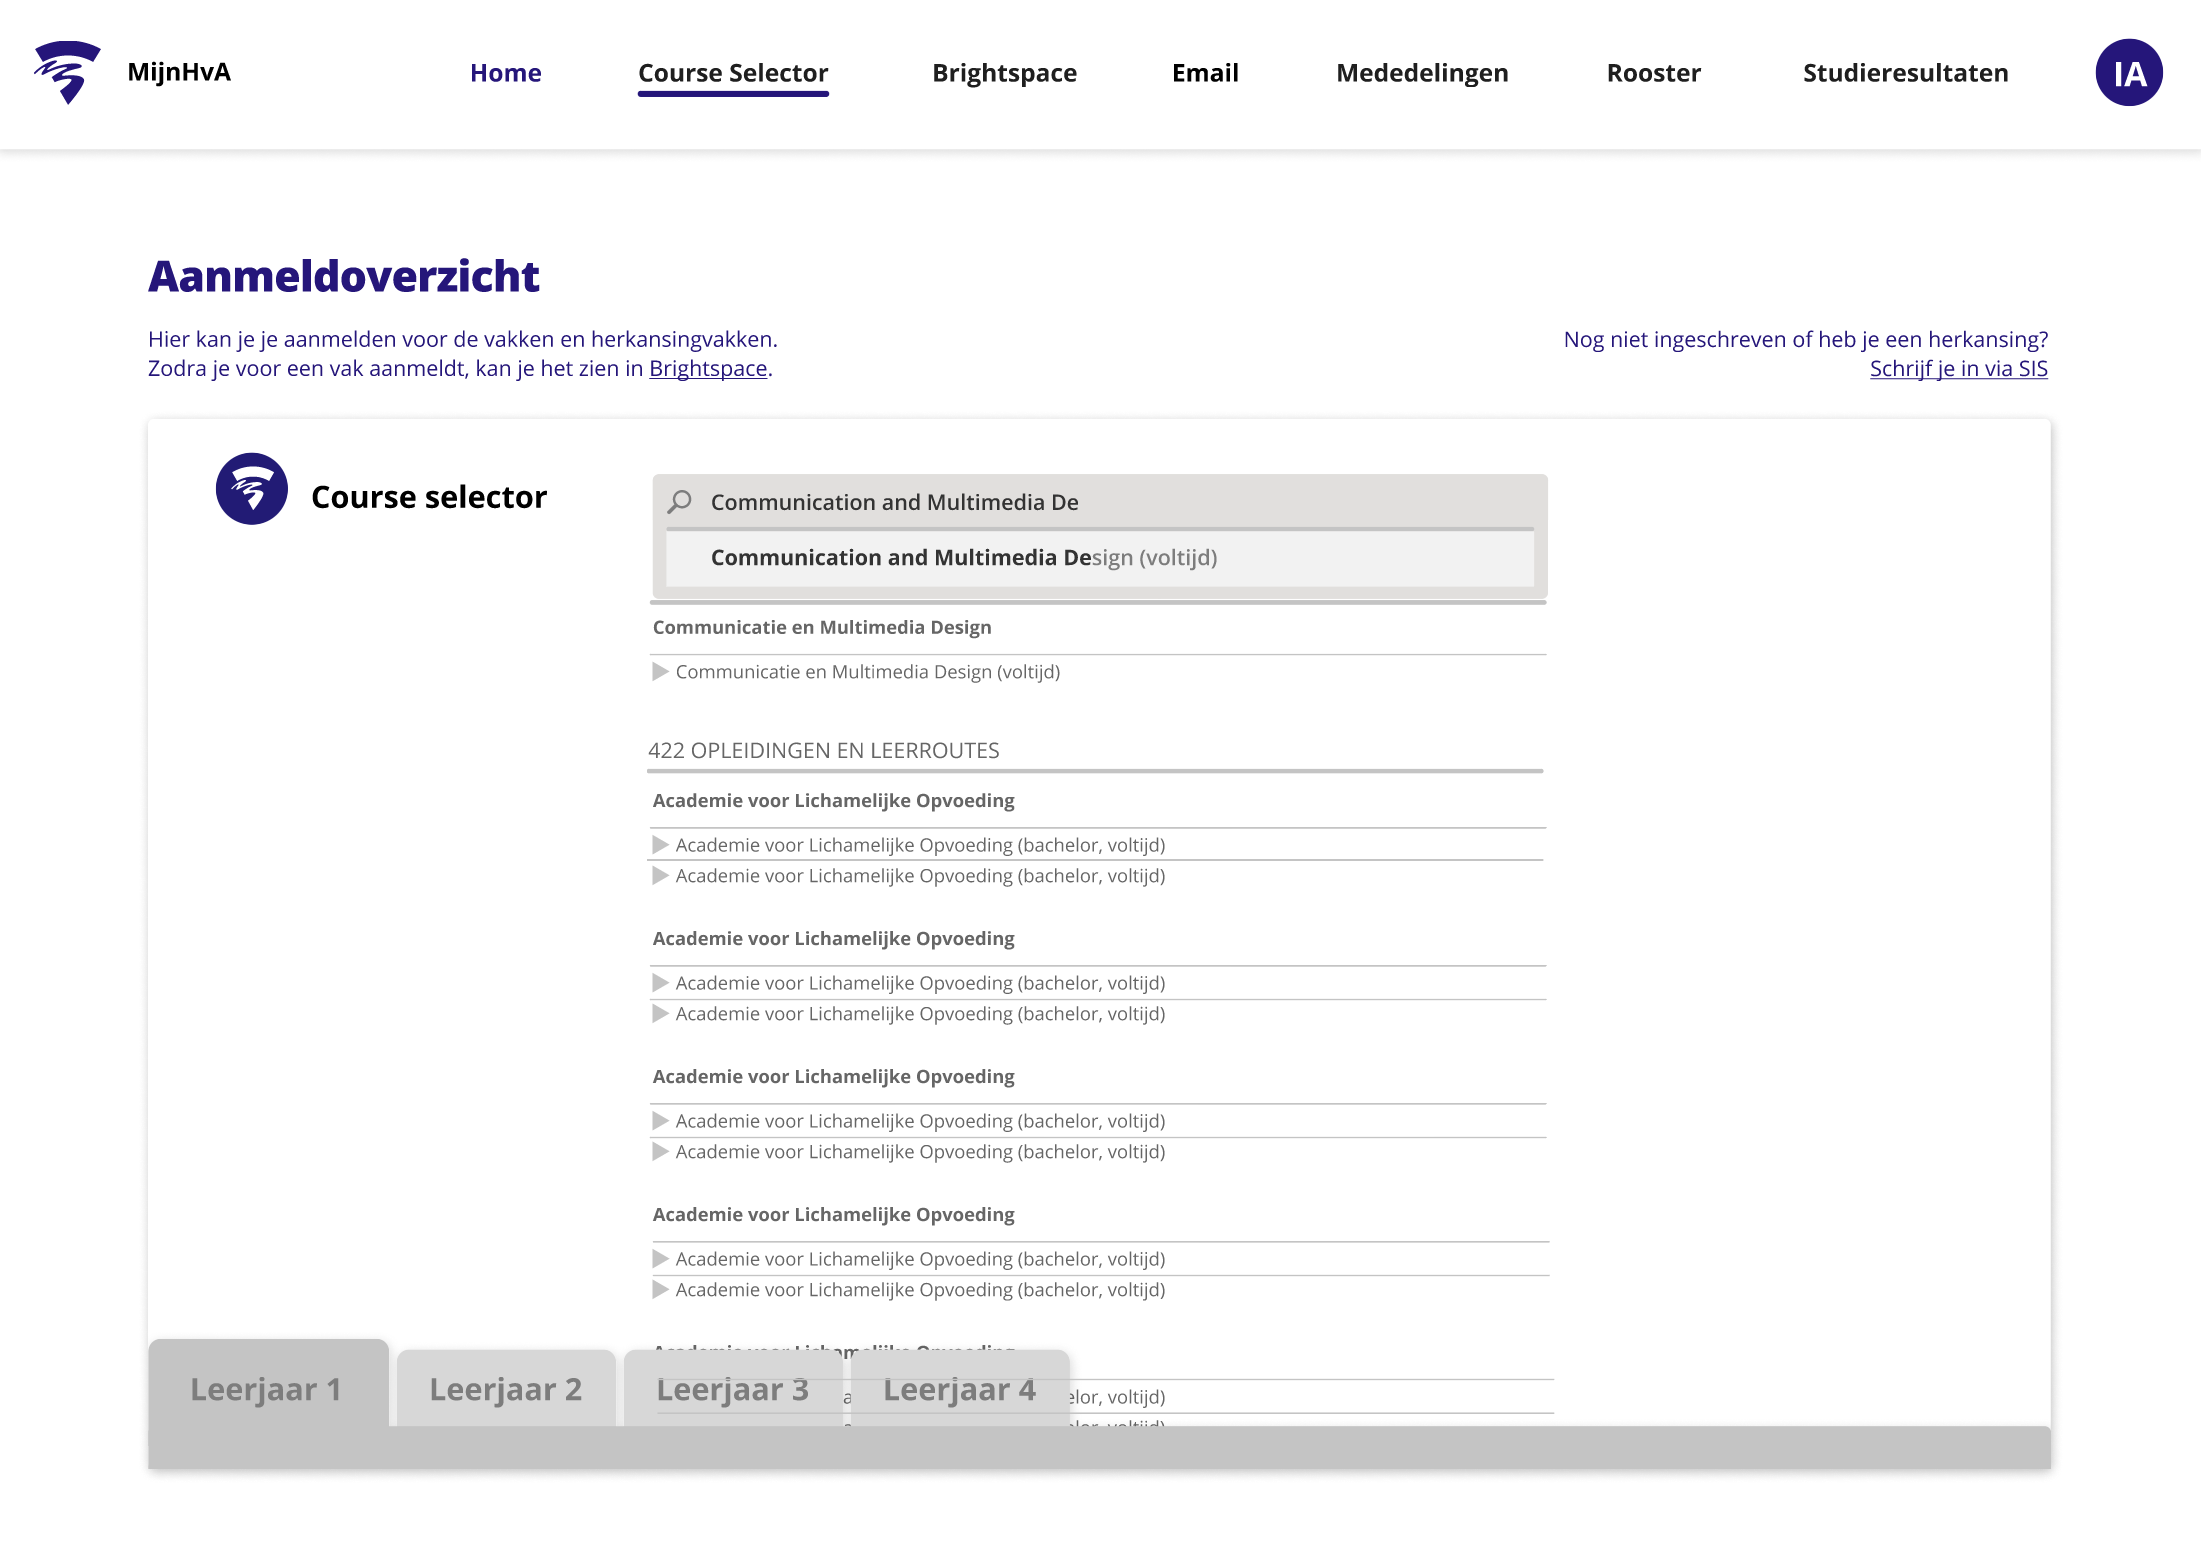 MijnHvA
Home
Course Selector
Brightspace
Email
Mededelingen
Rooster
Studieresultaten
IA
Aanmeldoverzicht
Hier kan je je aanmelden voor de vakken en herkansingvakken.
Zodra je voor een vak aanmeldt, kan je het zien in Brightspace.
Nog niet ingeschreven of heb je een herkansing?
Schrijf je in via SIS
Course selector
Communication and Multimedia De
Communication and Multimedia Design (voltijd)
Communicatie en Multimedia Design
Communicatie en Multimedia Design (voltijd)
422 OPLEIDINGEN EN LEERROUTES
Academie voor Lichamelijke Opvoeding
Academie voor Lichamelijke Opvoeding (bachelor, voltijd)
Academie voor Lichamelijke Opvoeding (bachelor, voltijd)
Academie voor Lichamelijke Opvoeding
Academie voor Lichamelijke Opvoeding (bachelor, voltijd)
Academie voor Lichamelijke Opvoeding (bachelor, voltijd)
Academie voor Lichamelijke Opvoeding
Academie voor Lichamelijke Opvoeding (bachelor, voltijd)
Academie voor Lichamelijke Opvoeding (bachelor, voltijd)
Academie voor Lichamelijke Opvoeding
Academie voor Lichamelijke Opvoeding (bachelor, voltijd)
Academie voor Lichamelijke Opvoeding (bachelor, voltijd)
Leerjaar 1
Leerjaar 2
Leerjaar 3
Leerjaar 4
voltijd)